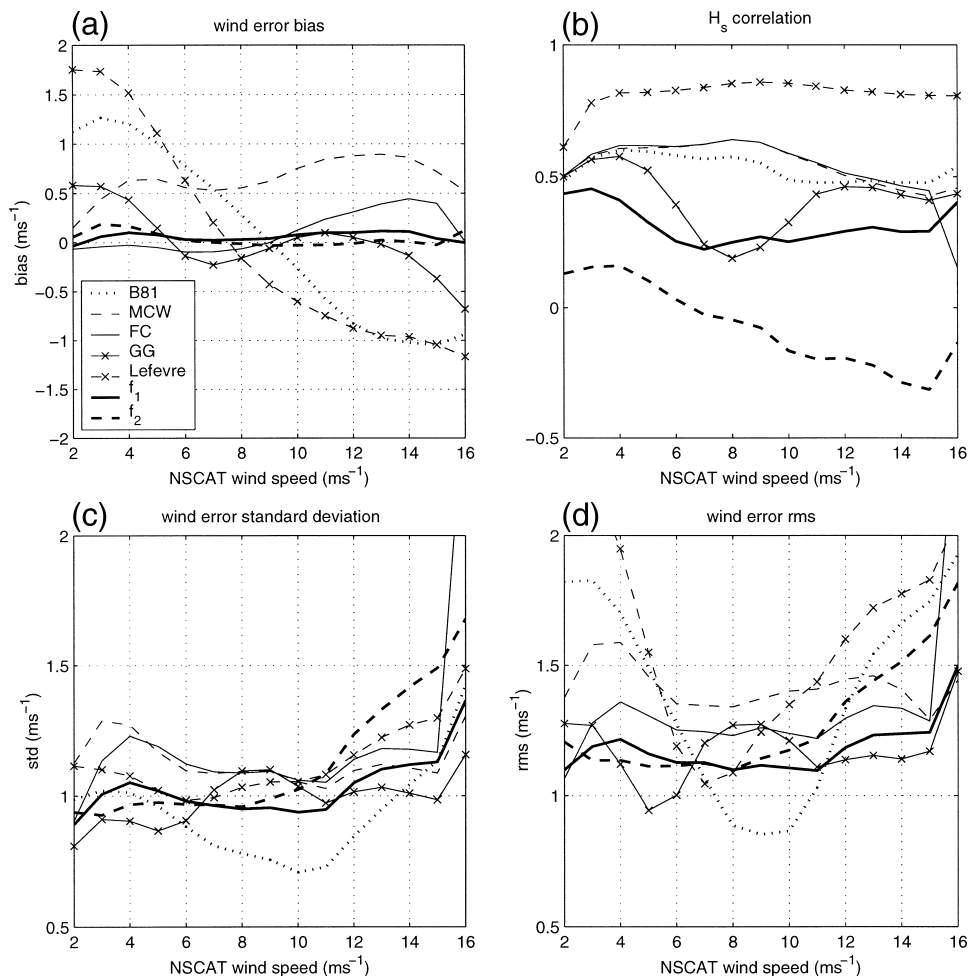 (a)
wind error bias
2
1.5
1
0.5
0
−0.5
−1
−1.5
−2
bias (ms⁻¹)
B81
MCW
FC
GG
Lefevre
f₁
f₂
2 4 6 8 10 12 14 16
NSCAT wind speed (ms⁻¹)
(b)
Hₛ correlation
1
0.5
0
−0.5
2 4 6 8 10 12 14 16
NSCAT wind speed (ms⁻¹)
(c)
wind error standard deviation
2
1.5
1
0.5
std (ms⁻¹)
2 4 6 8 10 12 14 16
NSCAT wind speed (ms⁻¹)
(d)
wind error rms
2
1.5
1
0.5
rms (ms⁻¹)
2 4 6 8 10 12 14 16
NSCAT wind speed (ms⁻¹)